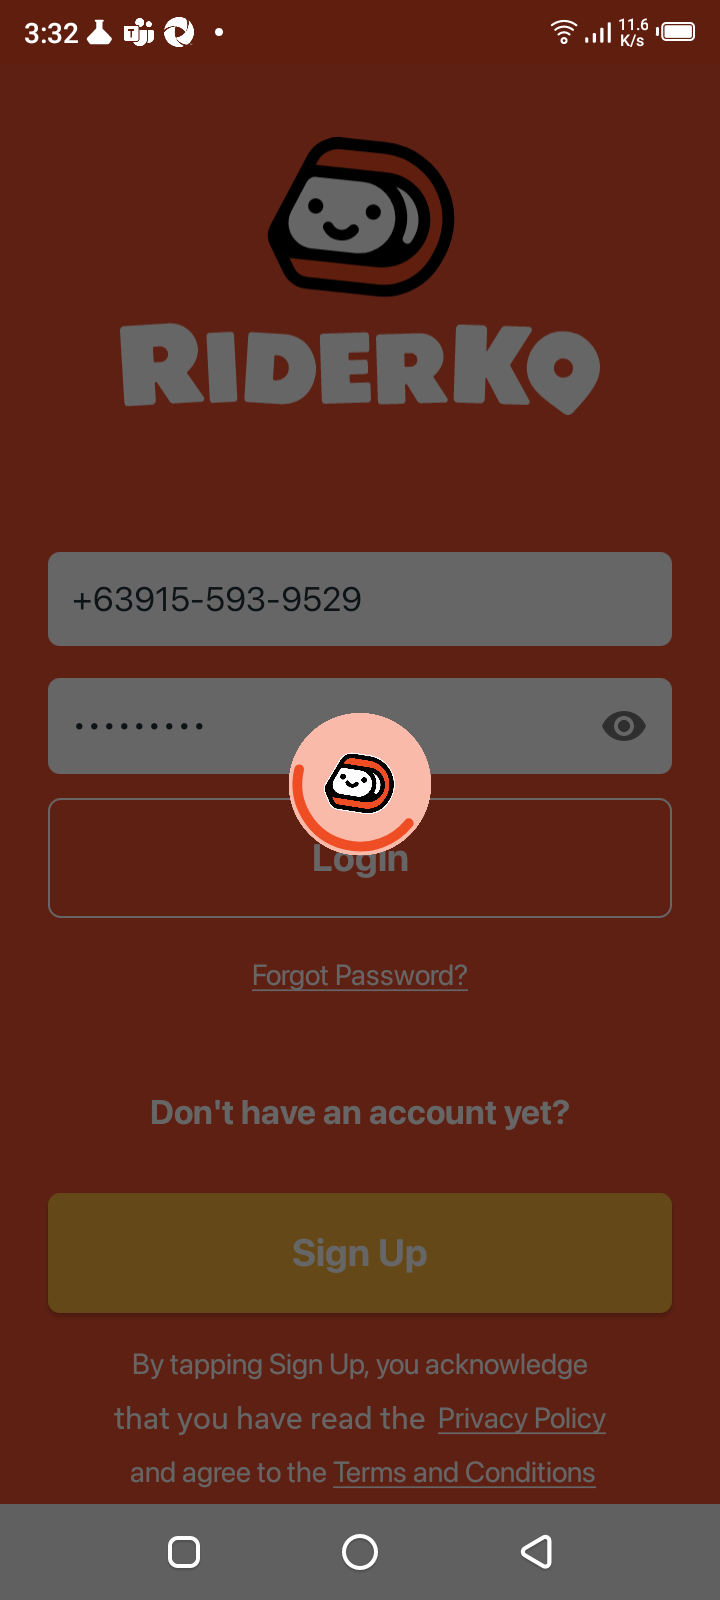 3:32
11.6
K/s
RIDERKO
+63915-593-9529
•••••••••
Login
Forgot Password?
Don't have an account yet?
Sign Up
By tapping Sign Up, you acknowledge
that you have read the Privacy Policy
and agree to the Terms and Conditions